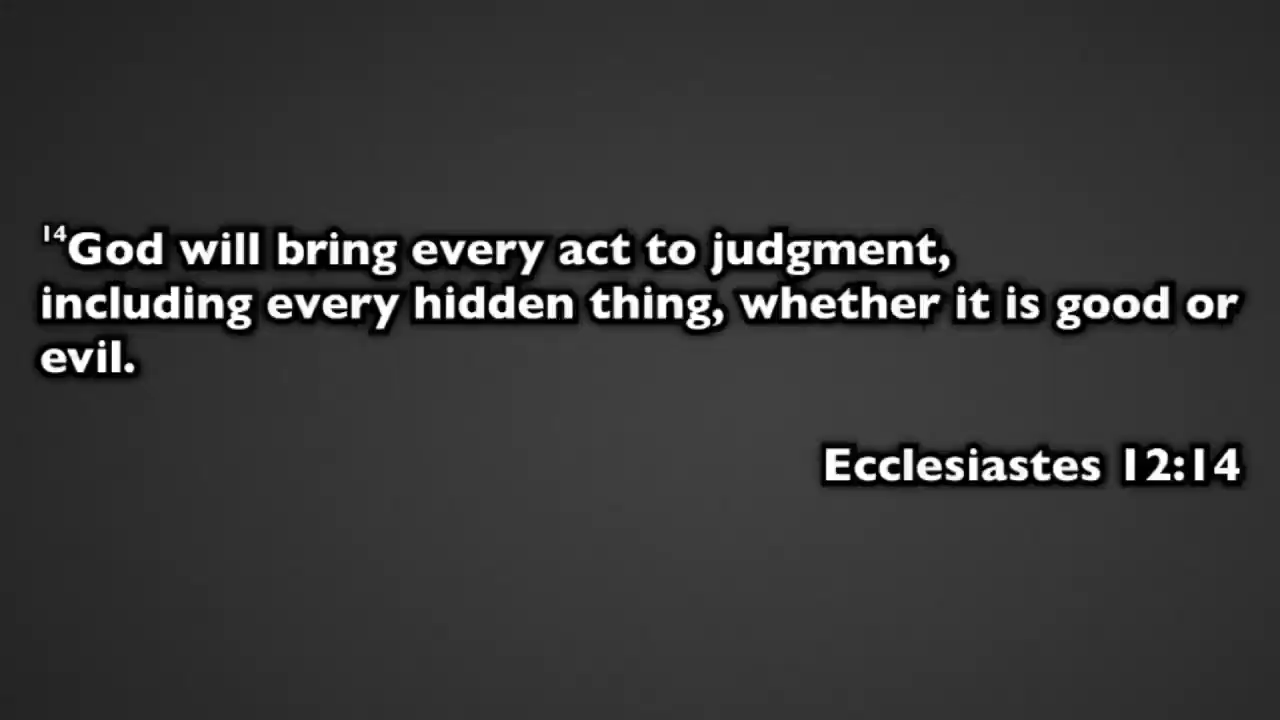 14God will bring every act to judgment,
including every hidden thing, whether it is good or
evil.
Ecclesiastes 12:14